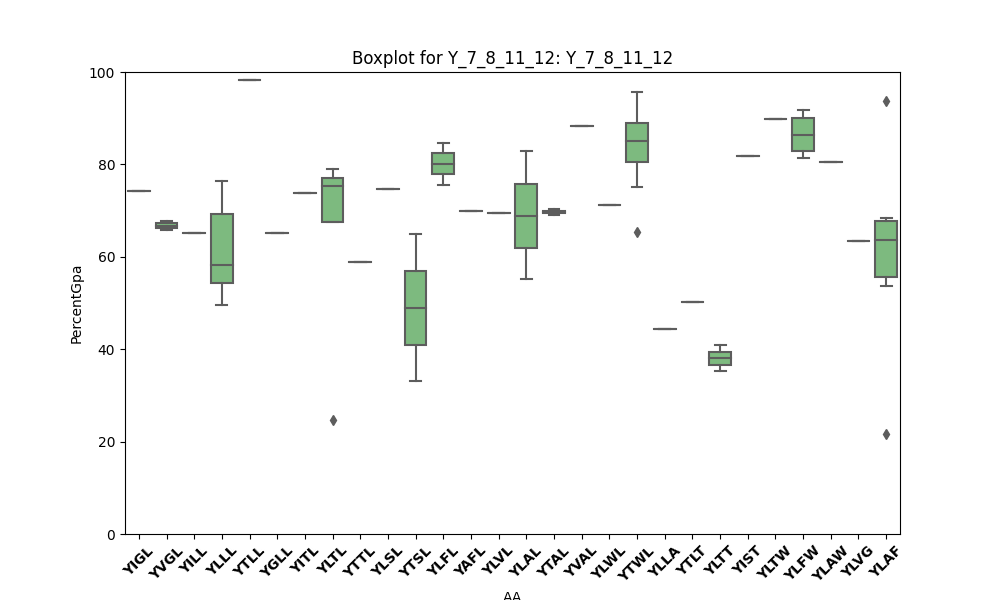 Boxplot for Y_7_8_11_12: Y_7_8_11_12
100
80
60
40
20
0
PercentGpa
YIGL YVGL YILL YLLL YTLL YGLL YITL YLTL YTTL YLSL YTSL YLFL YAFL YLVL YLAL YTAL YVAL YLWL YTWL YLLA YTLT YLTT YIST YLTW YLFW YLAW YLVG YLAF
AA